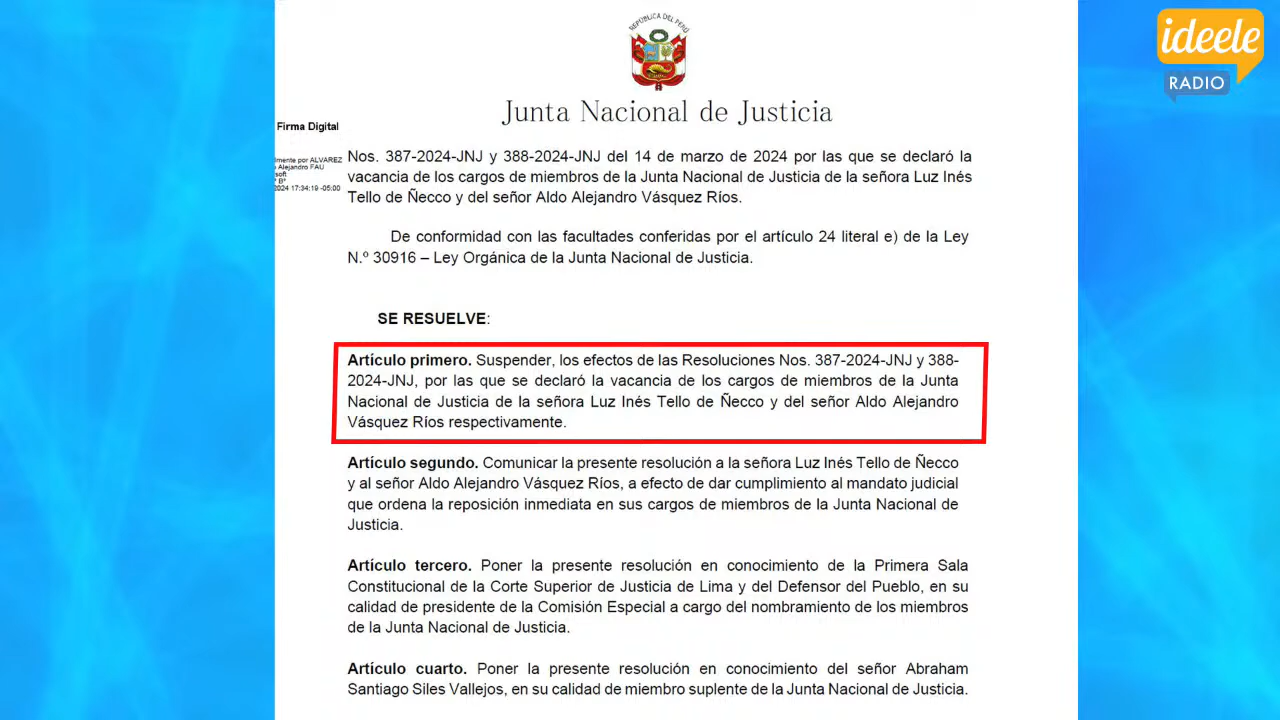 ideele
RADIO
REPÚBLICA DEL PERÚ
Junta Nacional de Justicia
Firma Digital
lmente por ALVAREZ
Alejandro FAU
soft
B"
2024 17:34:19 -05:00
Nos. 387-2024-JNJ y 388-2024-JNJ del 14 de marzo de 2024 por las que se declaró la
vacancia de los cargos de miembros de la Junta Nacional de Justicia de la señora Luz Inés
Tello de Ñecco y del señor Aldo Alejandro Vásquez Ríos.
De conformidad con las facultades conferidas por el artículo 24 literal e) de la Ley
N.º 30916 – Ley Orgánica de la Junta Nacional de Justicia.
SE RESUELVE:
Artículo primero. Suspender, los efectos de las Resoluciones Nos. 387-2024-JNJ y 388-
2024-JNJ, por las que se declaró la vacancia de los cargos de miembros de la Junta
Nacional de Justicia de la señora Luz Inés Tello de Ñecco y del señor Aldo Alejandro
Vásquez Ríos respectivamente.
Artículo segundo. Comunicar la presente resolución a la señora Luz Inés Tello de Ñecco
y al señor Aldo Alejandro Vásquez Ríos, a efecto de dar cumplimiento al mandato judicial
que ordena la reposición inmediata en sus cargos de miembros de la Junta Nacional de
Justicia.
Artículo tercero. Poner la presente resolución en conocimiento de la Primera Sala
Constitucional de la Corte Superior de Justicia de Lima y del Defensor del Pueblo, en su
calidad de presidente de la Comisión Especial a cargo del nombramiento de los miembros
de la Junta Nacional de Justicia.
Artículo cuarto. Poner la presente resolución en conocimiento del señor Abraham
Santiago Siles Vallejos, en su calidad de miembro suplente de la Junta Nacional de Justicia.